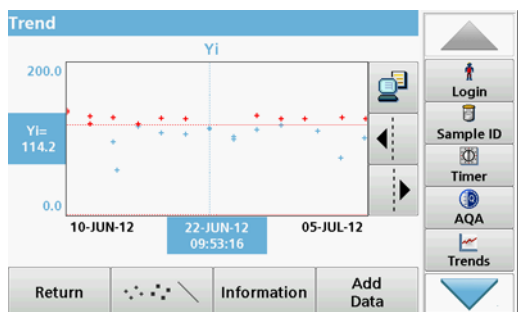 Trend
Yi
200.0
Yi=
114.2
0.0
10-JUN-12
22-JUN-12
09:53:16
05-JUL-12
Return
Information
Add
Data
Login
Sample ID
Timer
AQA
Trends